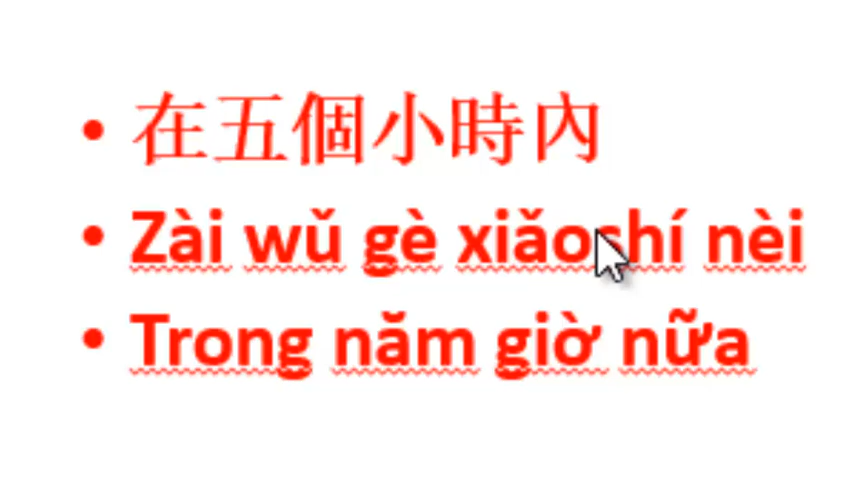 • 在五個小時內
• Zài wǔ gè xiǎoshí nèi
• Trong năm giờ nữa